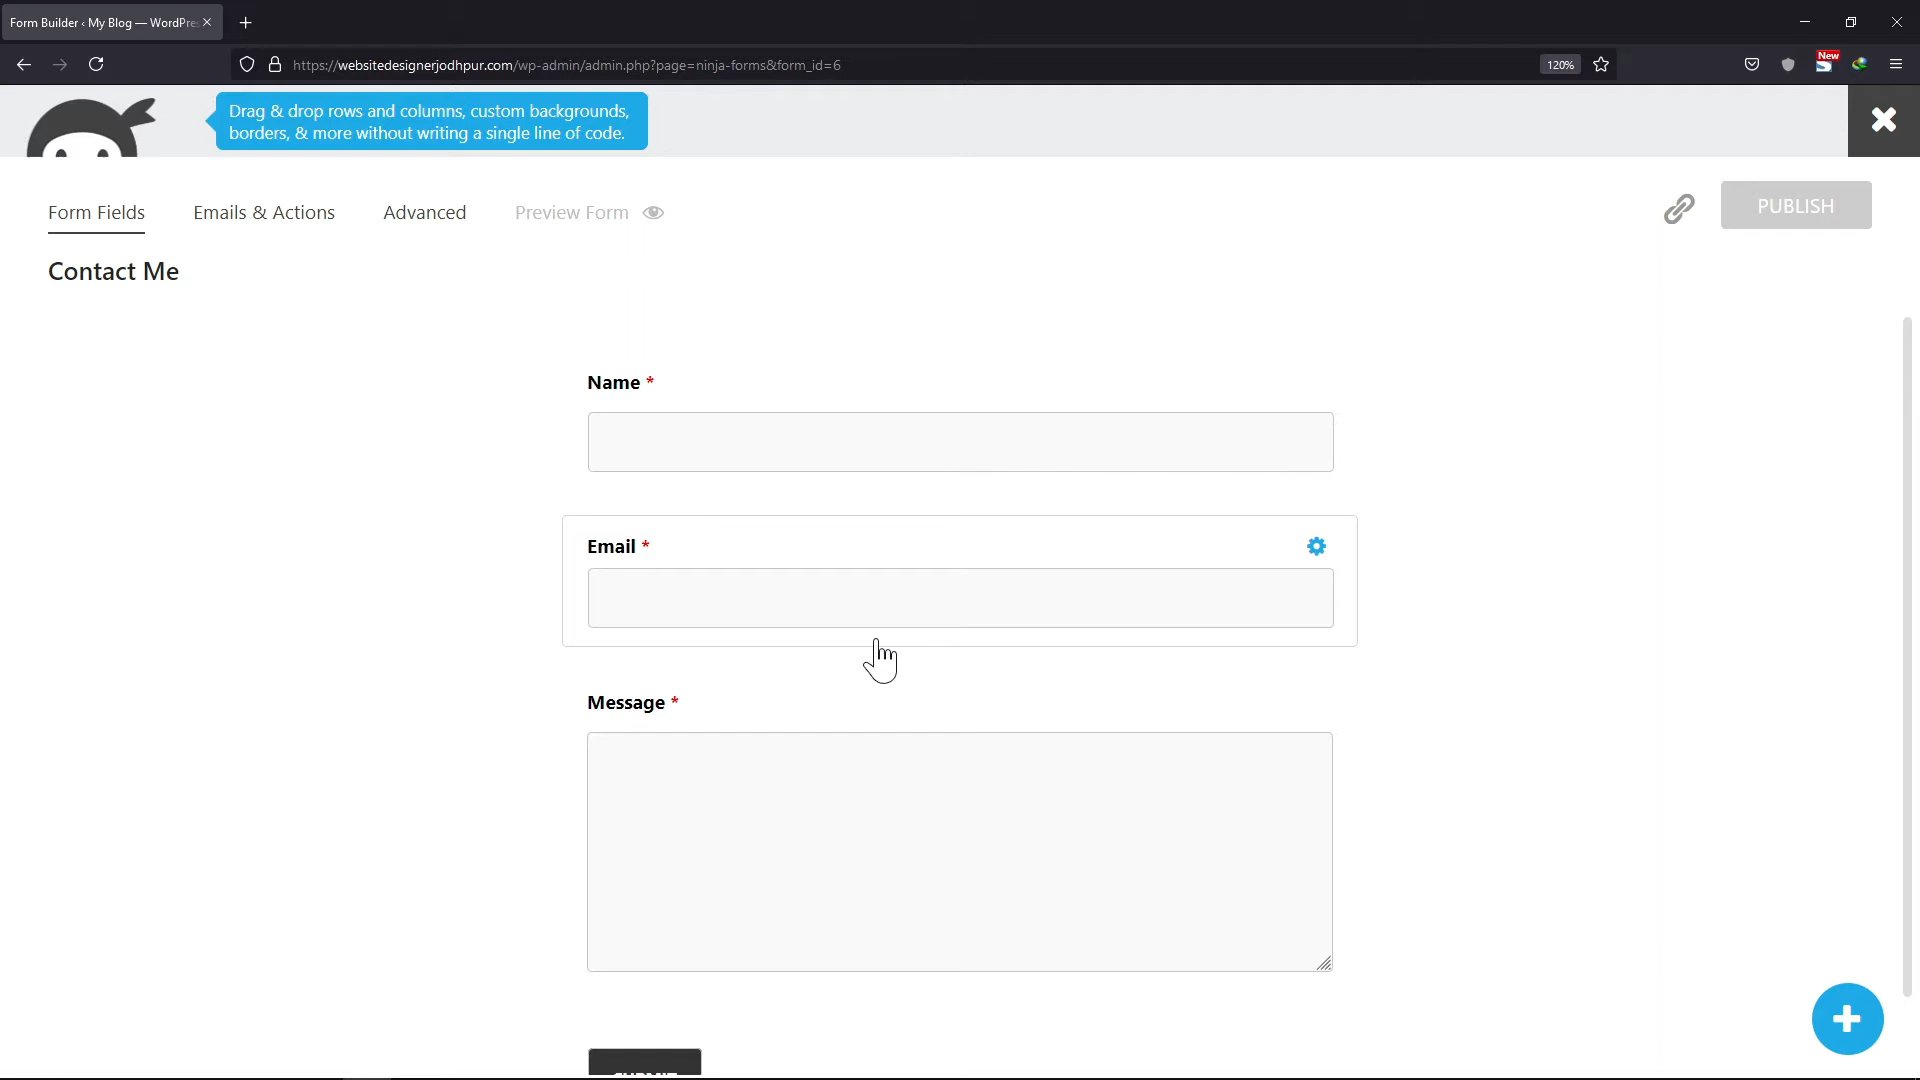 Form Builder ‹ My Blog — WordPres
https://websitedesignerjodhpur.com/wp-admin/admin.php?page=ninja-forms&form_id=6
120%
New
Drag & drop rows and columns, custom backgrounds,
borders, & more without writing a single line of code.
Form Fields
Emails & Actions
Advanced
Preview Form
PUBLISH
Contact Me
Name *
Email *
Message *
SUBMIT